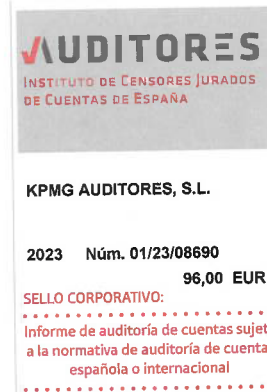 AUDITORES
INSTITUTO DE CENSORES JURADOS
DE CUENTAS DE ESPAÑA
KPMG AUDITORES, S.L.
2023 Núm. 01/23/08690
96,00 EUR
SELLO CORPORATIVO:
Informe de auditoría de cuentas sujet
a la normativa de auditoría de cuenta
española o internacional